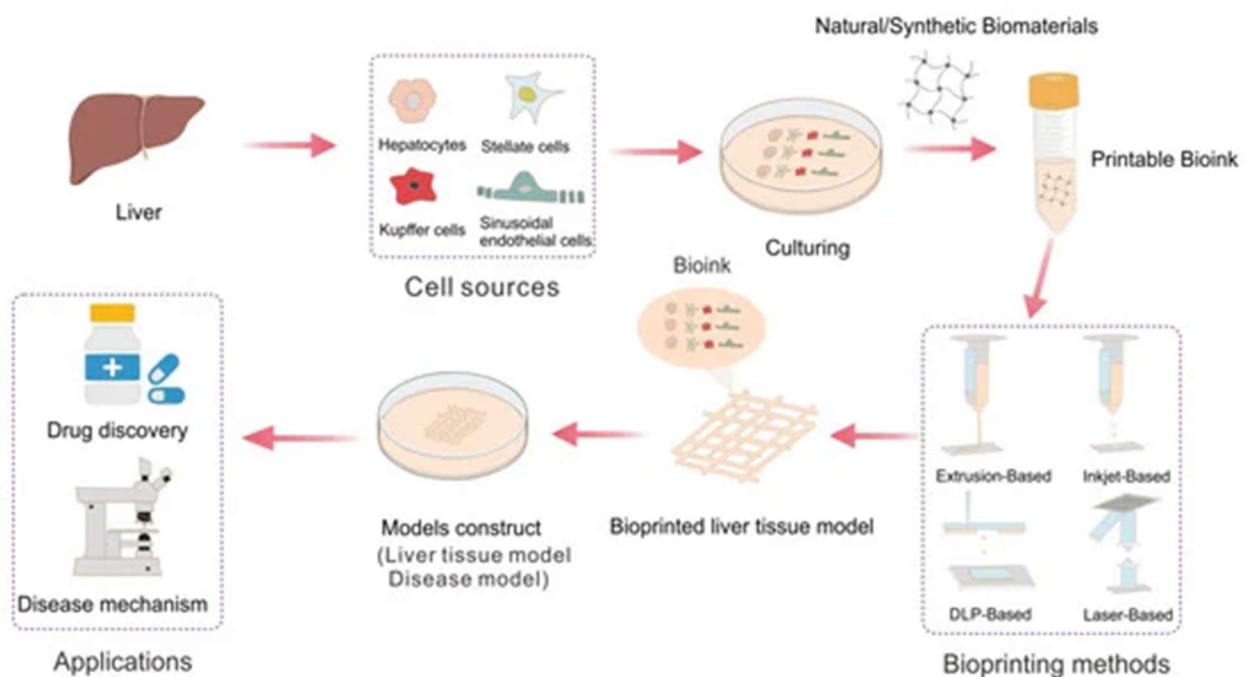 Natural/Synthetic Biomaterials
Hepatocytes
Stellate cells
Kupffer cells
Sinusoidal
endothelial cells
Liver
Cell sources
Culturing
Printable Bioink
Bioink
Extrusion-Based
Inkjet-Based
DLP-Based
Laser-Based
Bioprinting methods
Bioprinted liver tissue model
Models construct
(Liver tissue model
Disease model)
Drug discovery
Disease mechanism
Applications